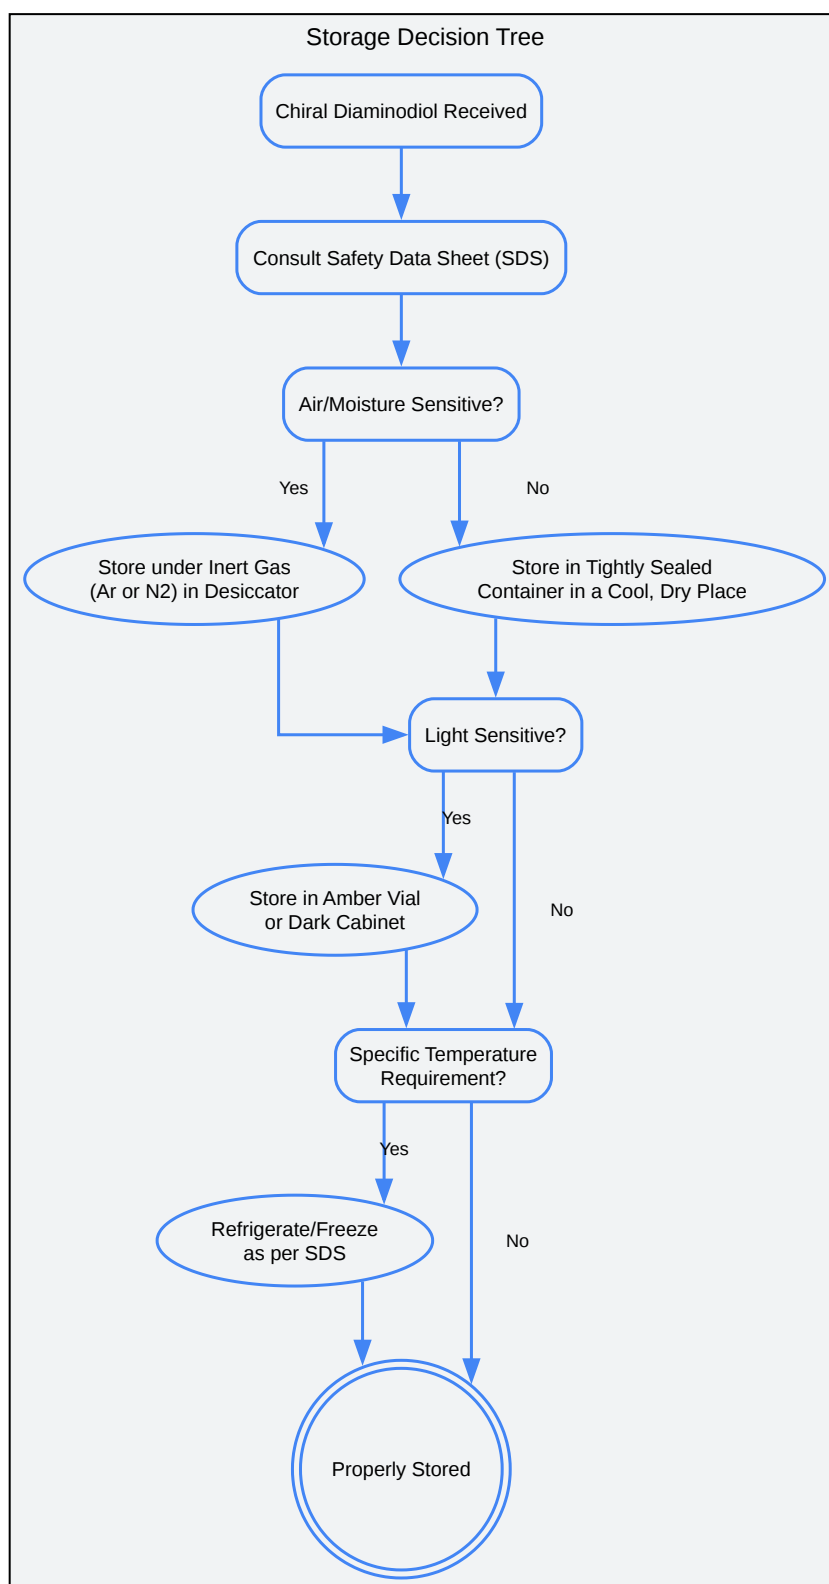 Storage Decision Tree
Chiral Diaminodiol Received
Consult Safety Data Sheet (SDS)
Air/Moisture Sensitive?
Yes
No
Store under Inert Gas
(Ar or N2) in Desiccator
Store in Tightly Sealed
Container in a Cool, Dry Place
Light Sensitive?
Yes
Store in Amber Vial
or Dark Cabinet
No
Specific Temperature
Requirement?
Yes
Refrigerate/Freeze
as per SDS
No
Properly Stored